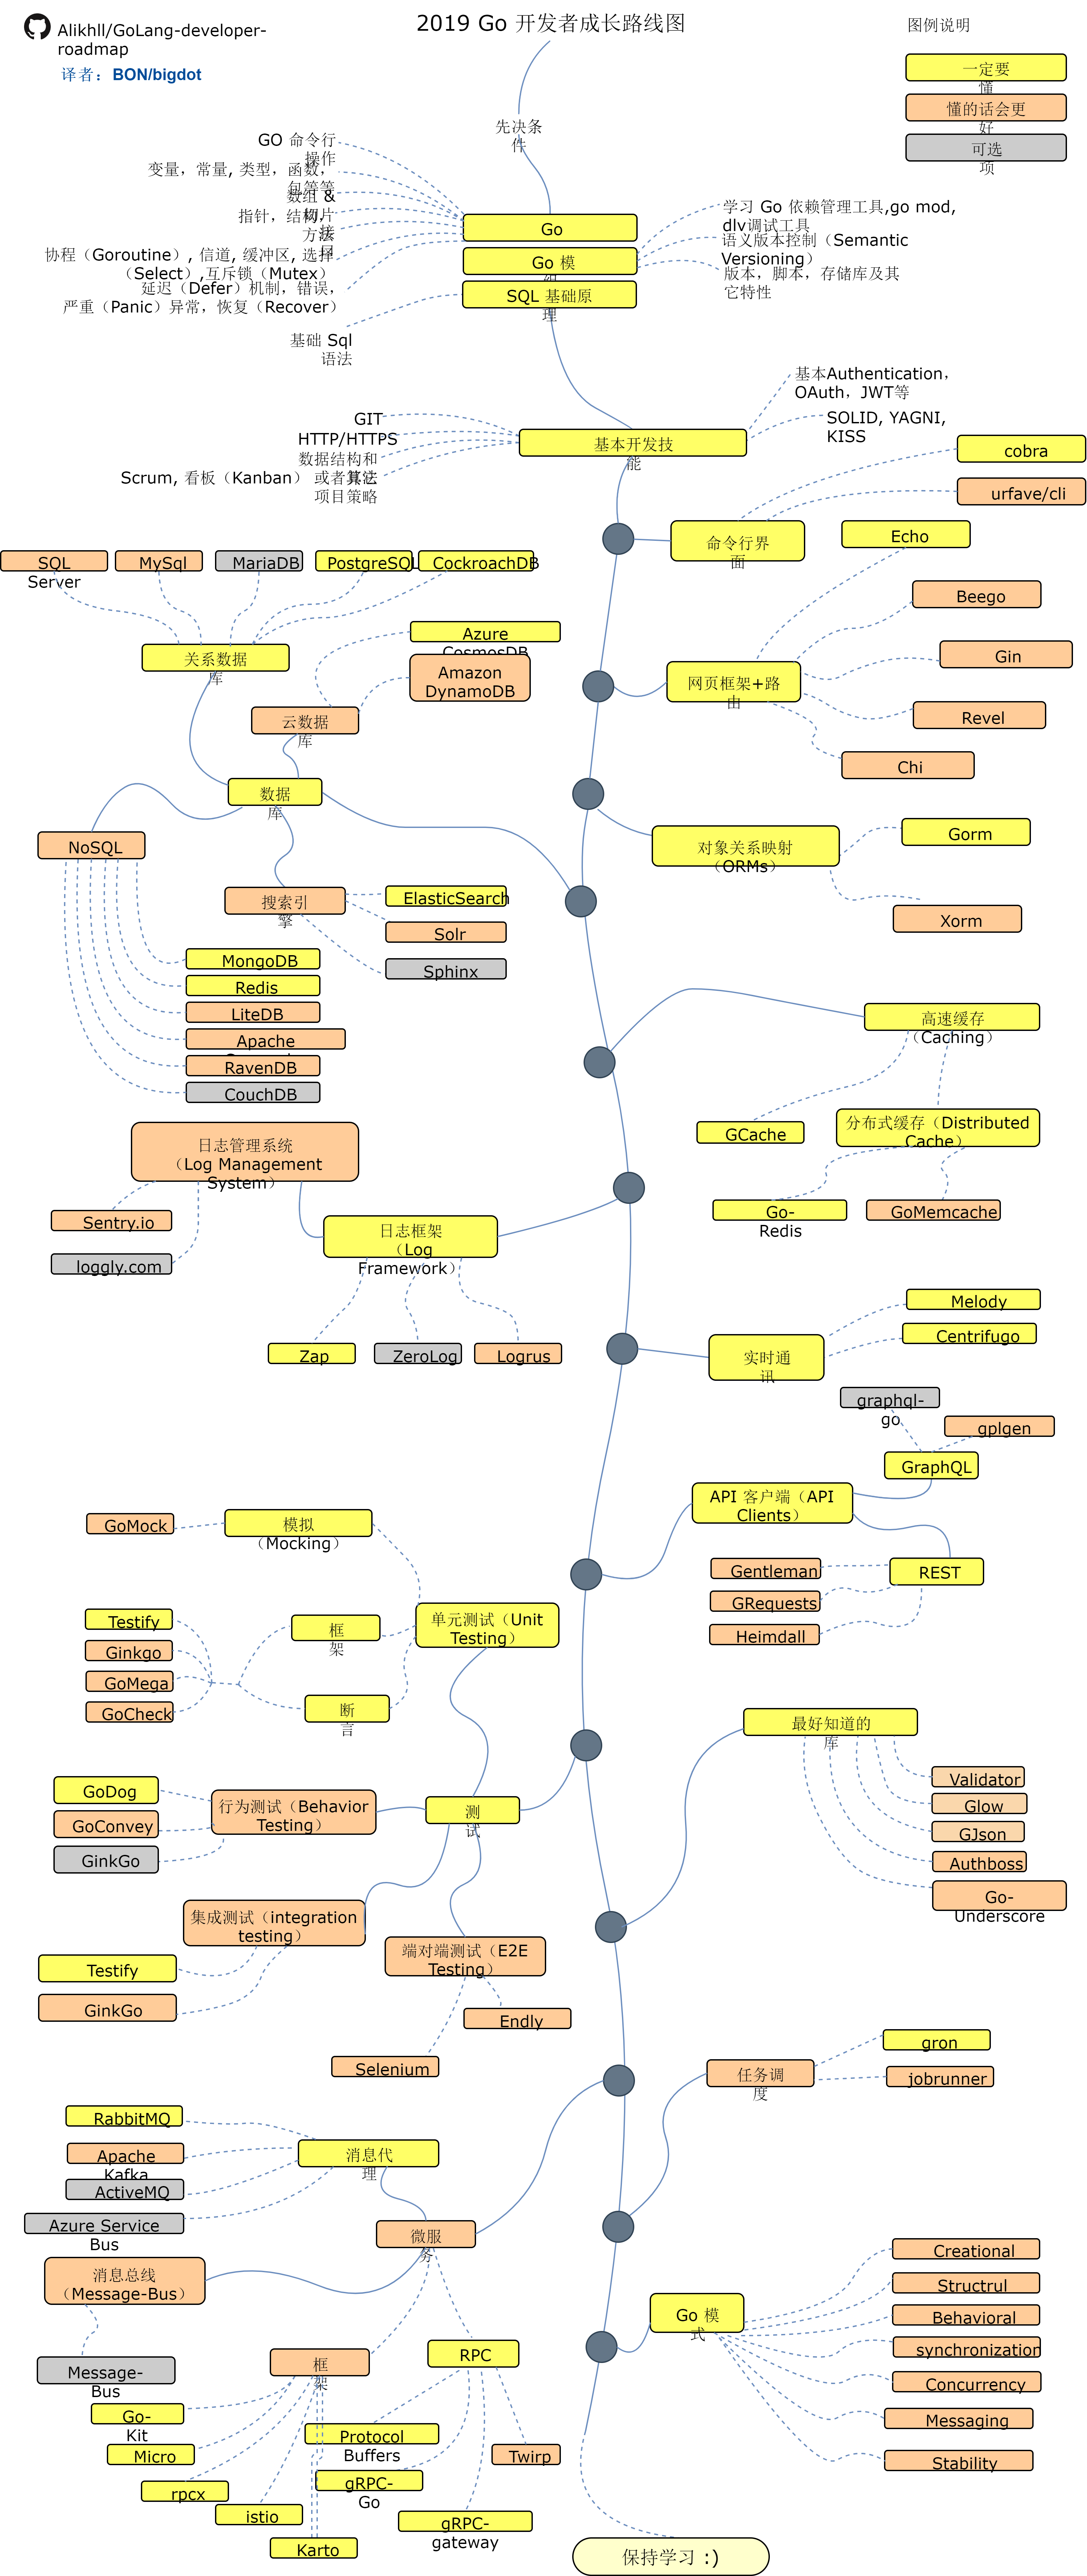 2019 Go 开发者成长路线图
Alikhll/GoLang-developer-
roadmap
译者：BON/bigdot
图例说明
一定要
懂
懂的话会更
好
可选
项
先决条
件
GO 命令行
操作
变量，常量, 类型，函数，
包等等
数组 &
切片
指针，结构，
方法
接
口
协程（Goroutine）, 信道, 缓冲区, 选择
（Select）,互斥锁（Mutex）
延迟（Defer）机制，错误，
严重（Panic）异常，恢复（Recover）
基础 Sql
语法
Go
Go 模
SQL 基础原
理
学习 Go 依赖管理工具,go mod,
dlv调试工具
语义版本控制（Semantic
Versioning）
版本，脚本，存储库及其
它特性
基本Authentication，
OAuth，JWT等
SOLID, YAGNI,
KISS
GIT
HTTP/HTTPS
数据结构和
算法
Scrum, 看板（Kanban） 或者其它
项目策略
基本开发技
能
cobra
urfave/cli
命令行界
面
Echo
Beego
Gin
Revel
Chi
网页框架+路
由
SQL
Server
MySql
MariaDB
PostgreSQL
CockroachDB
关系数据
库
Azure
CosmosDB
Amazon
DynamoDB
云数据
库
数据
库
NoSQL
搜索引
擎
ElasticSearch
Solr
Sphinx
MongoDB
Redis
LiteDB
Apache
RavenDB
CouchDB
对象关系映射
（ORMs）
Gorm
Xorm
高速缓存
（Caching）
GCache
分布式缓存（Distributed
Cache）
Go-
Redis
GoMemcache
日志管理系统
（Log Management
System）
Sentry.io
loggly.com
日志框架
（Log
Framework）
Zap
ZeroLog
Logrus
实时通
讯
Melody
Centrifugo
graphql-
go
gplgen
GraphQL
API 客户端（API
Clients）
REST
Gentleman
GRequests
Heimdall
GoMock
模拟
（Mocking）
单元测试（Unit
Testing）
框
架
断
言
Testify
Ginkgo
GoMega
GoCheck
最好知道的
库
Validator
Glow
GJson
Authboss
Go-
Underscore
GoDog
GoConvey
GinkGo
行为测试（Behavior
Testing）
测
试
集成测试（integration
testing）
Testify
GinkGo
端对端测试（E2E
Testing）
Endly
Selenium
任务调
度
gron
jobrunner
RabbitMQ
Apache
Kafka
ActiveMQ
Azure Service
Bus
消息代
理
微服
务
消息总线
（Message-Bus）
Message-
Bus
框
架
RPC
Go-
Kit
Micro
rpcx
istio
Karto
Protocol
Buffers
gRPC-
Go
gRPC-
gateway
Twirp
Go 模
式
Creational
Structrul
Behavioral
synchronization
Concurrency
Messaging
Stability
保持学习 :)